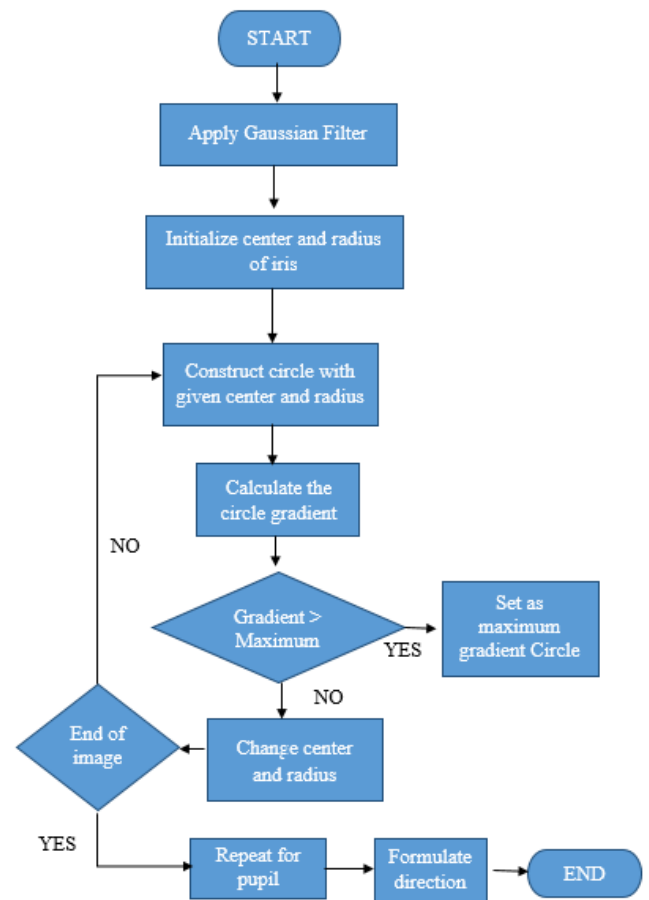 START
Apply Gaussian Filter
Initialize center and radius
of iris
Construct circle with
given center and radius
Calculate the
circle gradient
NO
Gradient >
Maximum
YES
Set as
maximum
gradient Circle
NO
End of
image
Change center
and radius
YES
Repeat for
pupil
Formulate
direction
END